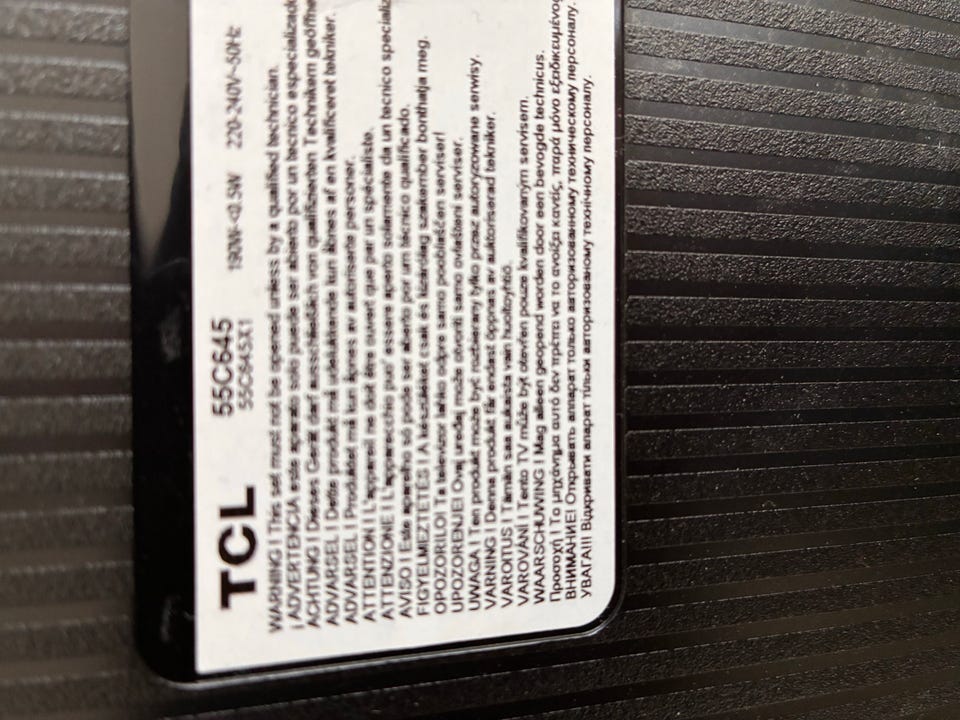 TCL 55C645 190W<0.5W 220-240V~50Hz
55C645X1
WARNING | This set must not be opened unless by a qualified technician.
¡ ADVERTENCIA | Este aparato solo puede ser abierto por un tecnico especializado
ACHTUNG | Dieses Gerät darf ausschließlich von qualifizierten Technikern geöffnet
ADVARSEL | Dette produkt må udelukkende kun åbnes af en kvalificeret tekniker.
ADVARSEL | Produktet må kun åpnes av autoriserte personer.
ATTENTION | L'appareil ne doit être ouvert que par un spécialiste.
ATTENZIONE | L'apparecchio puo' essere aperto solamente da un tecnico specializ
AVISO | Este aparelho só pode ser aberto por um tecnico qualificado.
FIGYELMEZTETÉS | A készüléket csak és kizárólag szakember bonthatja meg.
OPOZORILO! Ta televizor lahko odpre samo pooblaščen serviser!
UPOZORENJE! Ovaj uređaj može otvoriti samo ovlašteni serviser.
UWAGA | Ten produkt może być rozbierany tylko przez autoryzowane serwisy.
VARNING | Denna produkt får endast öppnas av auktoriserad tekniker.
VAROITUS | Tämän saa aukaista vain huoltoyhtiö.
VAROVÁNÍ | Tento TV může být otevřen pouze kvalifikovaným servisem.
WAARSCHUWING | Mag alleen geopend worden door een bevoegde technicus.
Προσοχή | Το μηχάνημα αυτό δεν πρέπει να το ανοίξει κανείς, παρά μόνο εξειδικευμένος
ВНИМАНИЕ! Открывать аппарат только авторизованному техническому персоналу.
УВАГА!!! Відкривати апарат тільки авторизованому технічному персоналу.